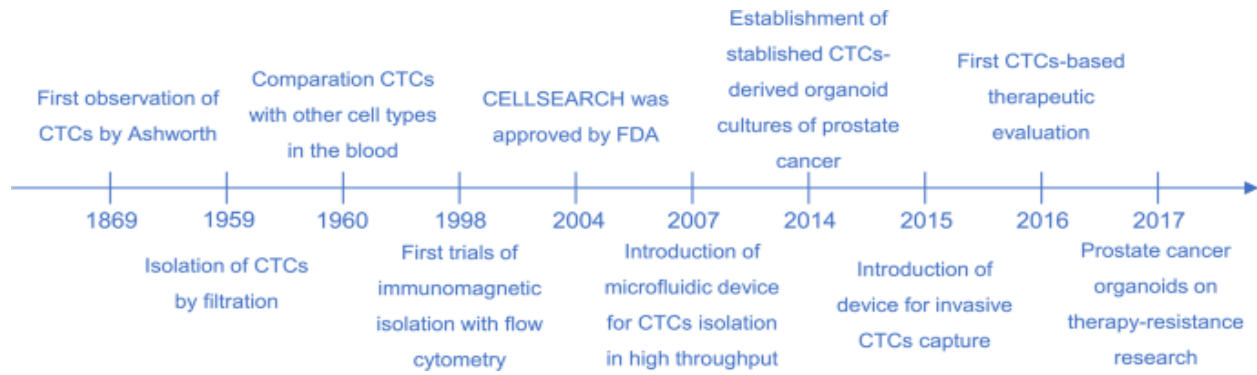 First observation of
CTCs by Ashworth
Comparation CTCs
with other cell types
in the blood
CELLSEARCH was
approved by FDA
Establishment of
stablished CTCs-
derived organoid
cultures of prostate
cancer
First CTCs-based
therapeutic
evaluation
1869
1959
1960
1998
2004
2007
2014
2015
2016
2017
Isolation of CTCs
by filtration
First trials of
immunomagnetic
isolation with flow
cytometry
Introduction of
microfluidic device
for CTCs isolation
in high throughput
Introduction of
device for invasive
CTCs capture
Prostate cancer
organoids on
therapy-resistance
research